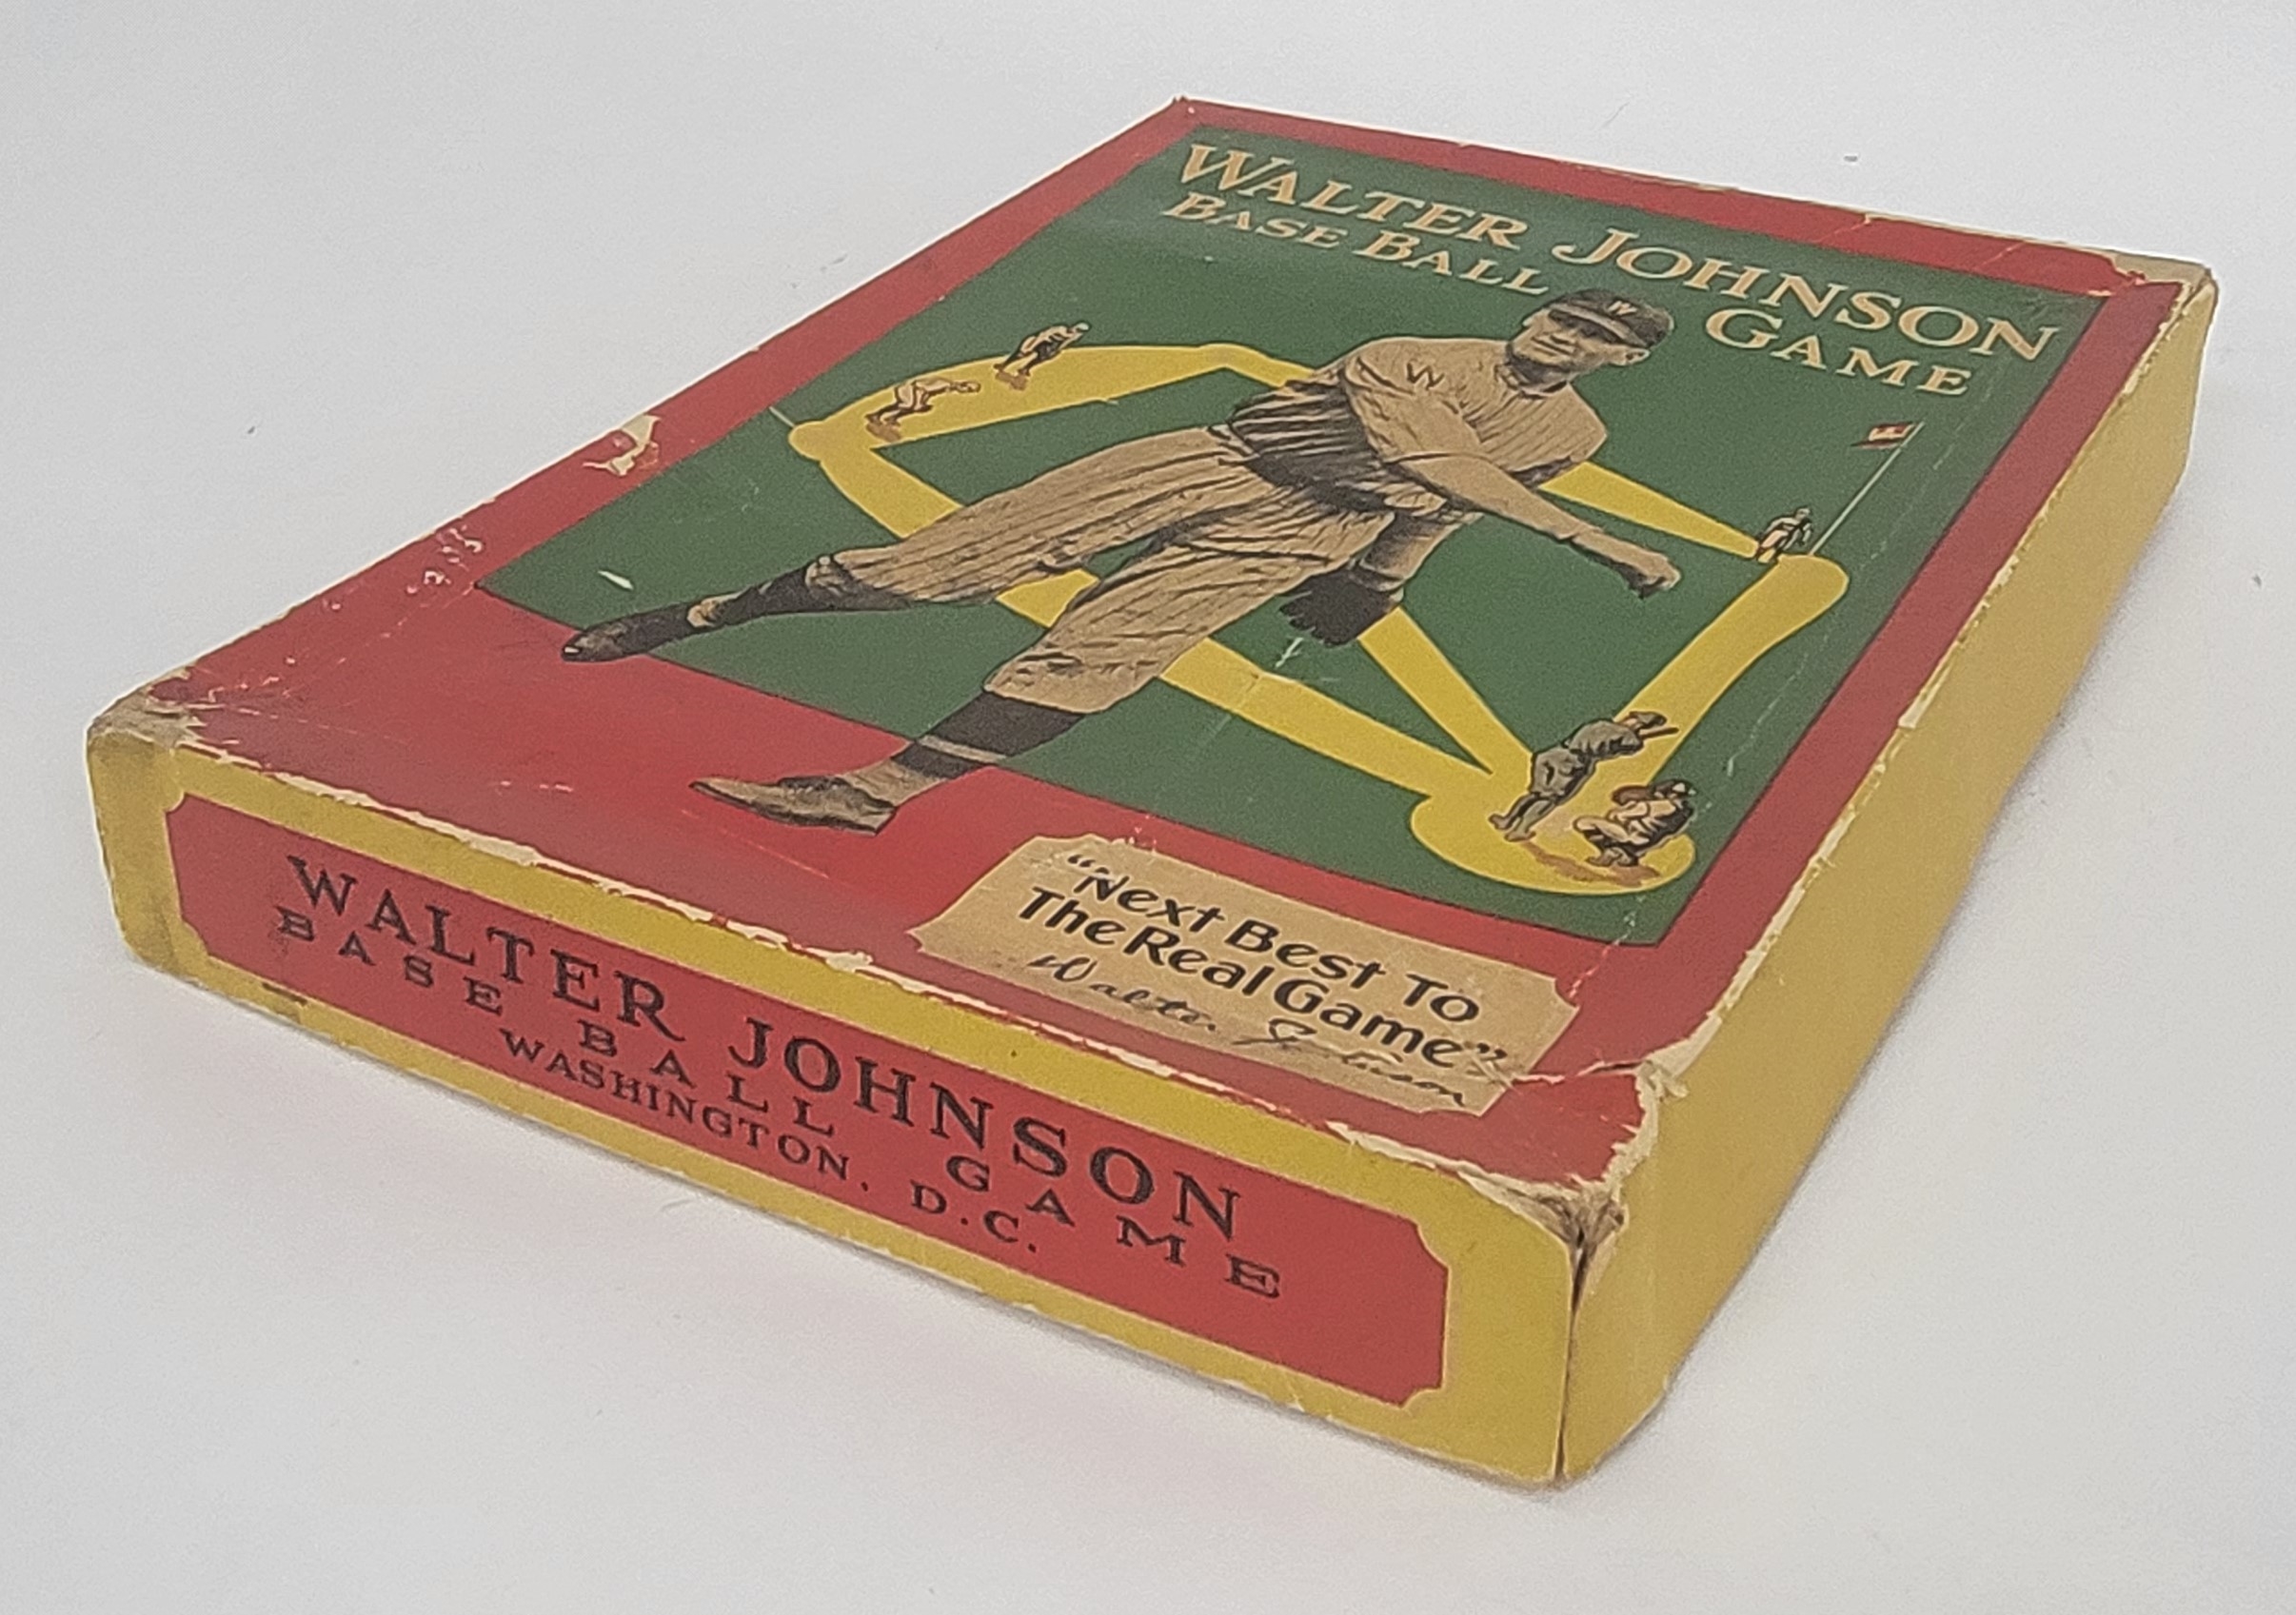 WALTER JOHNSON
BASE BALL GAME
W
W
"Next Best To
The Real Game"
Walter Johnson
WALTER JOHNSON
BASE BALL GAME
WASHINGTON, D.C.